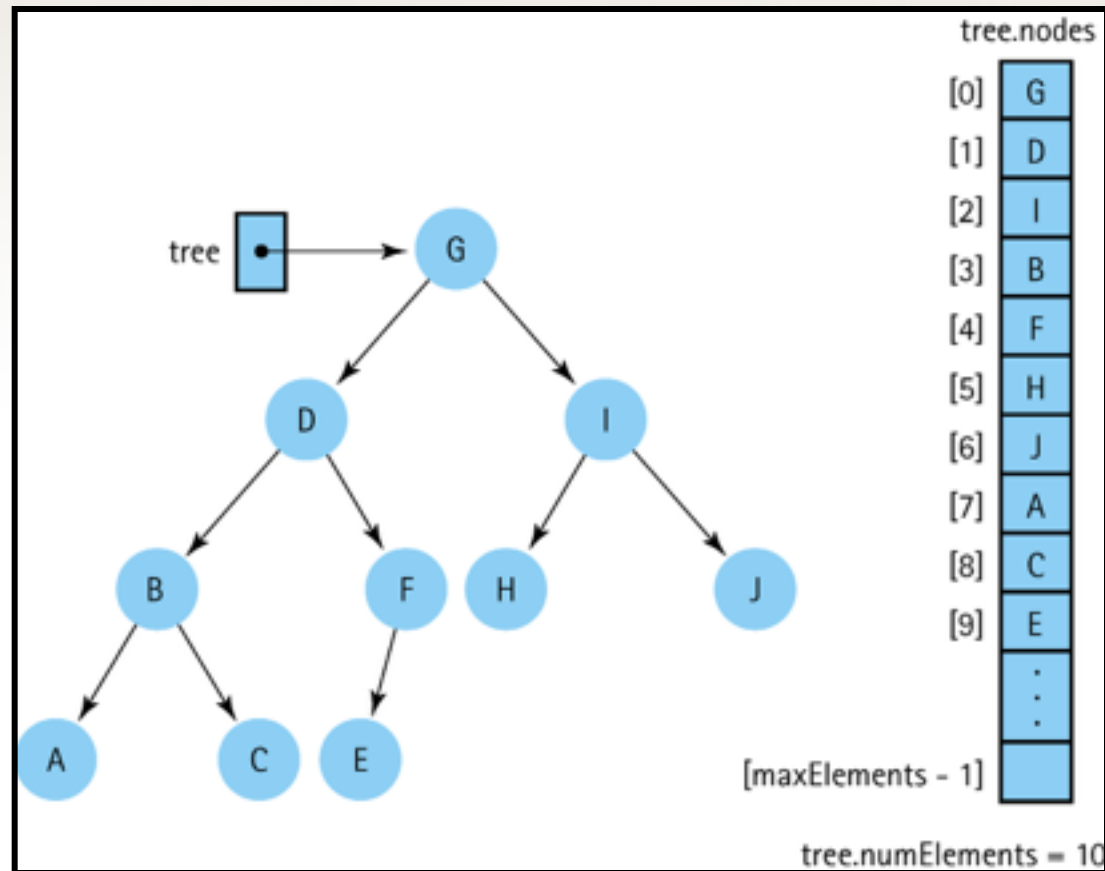 tree.nodes
[0] G
[1] D
[2] I
[3] B
[4] F
[5] H
[6] J
[7] A
[8] C
[9] E
[maxElements - 1]
tree.numElements = 10
tree
G
D I
B F H J
A C E